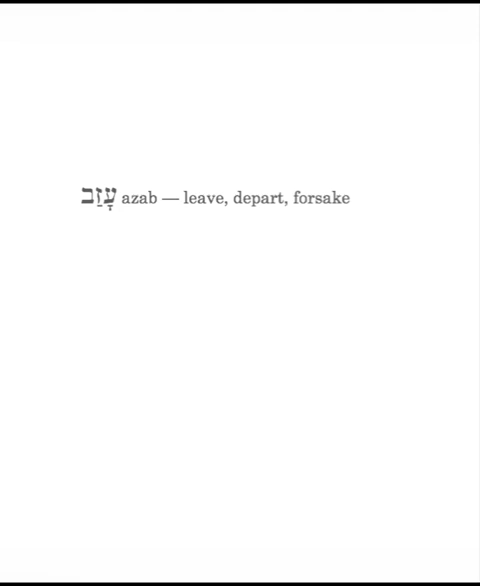 עָזַב azab — leave, depart, forsake